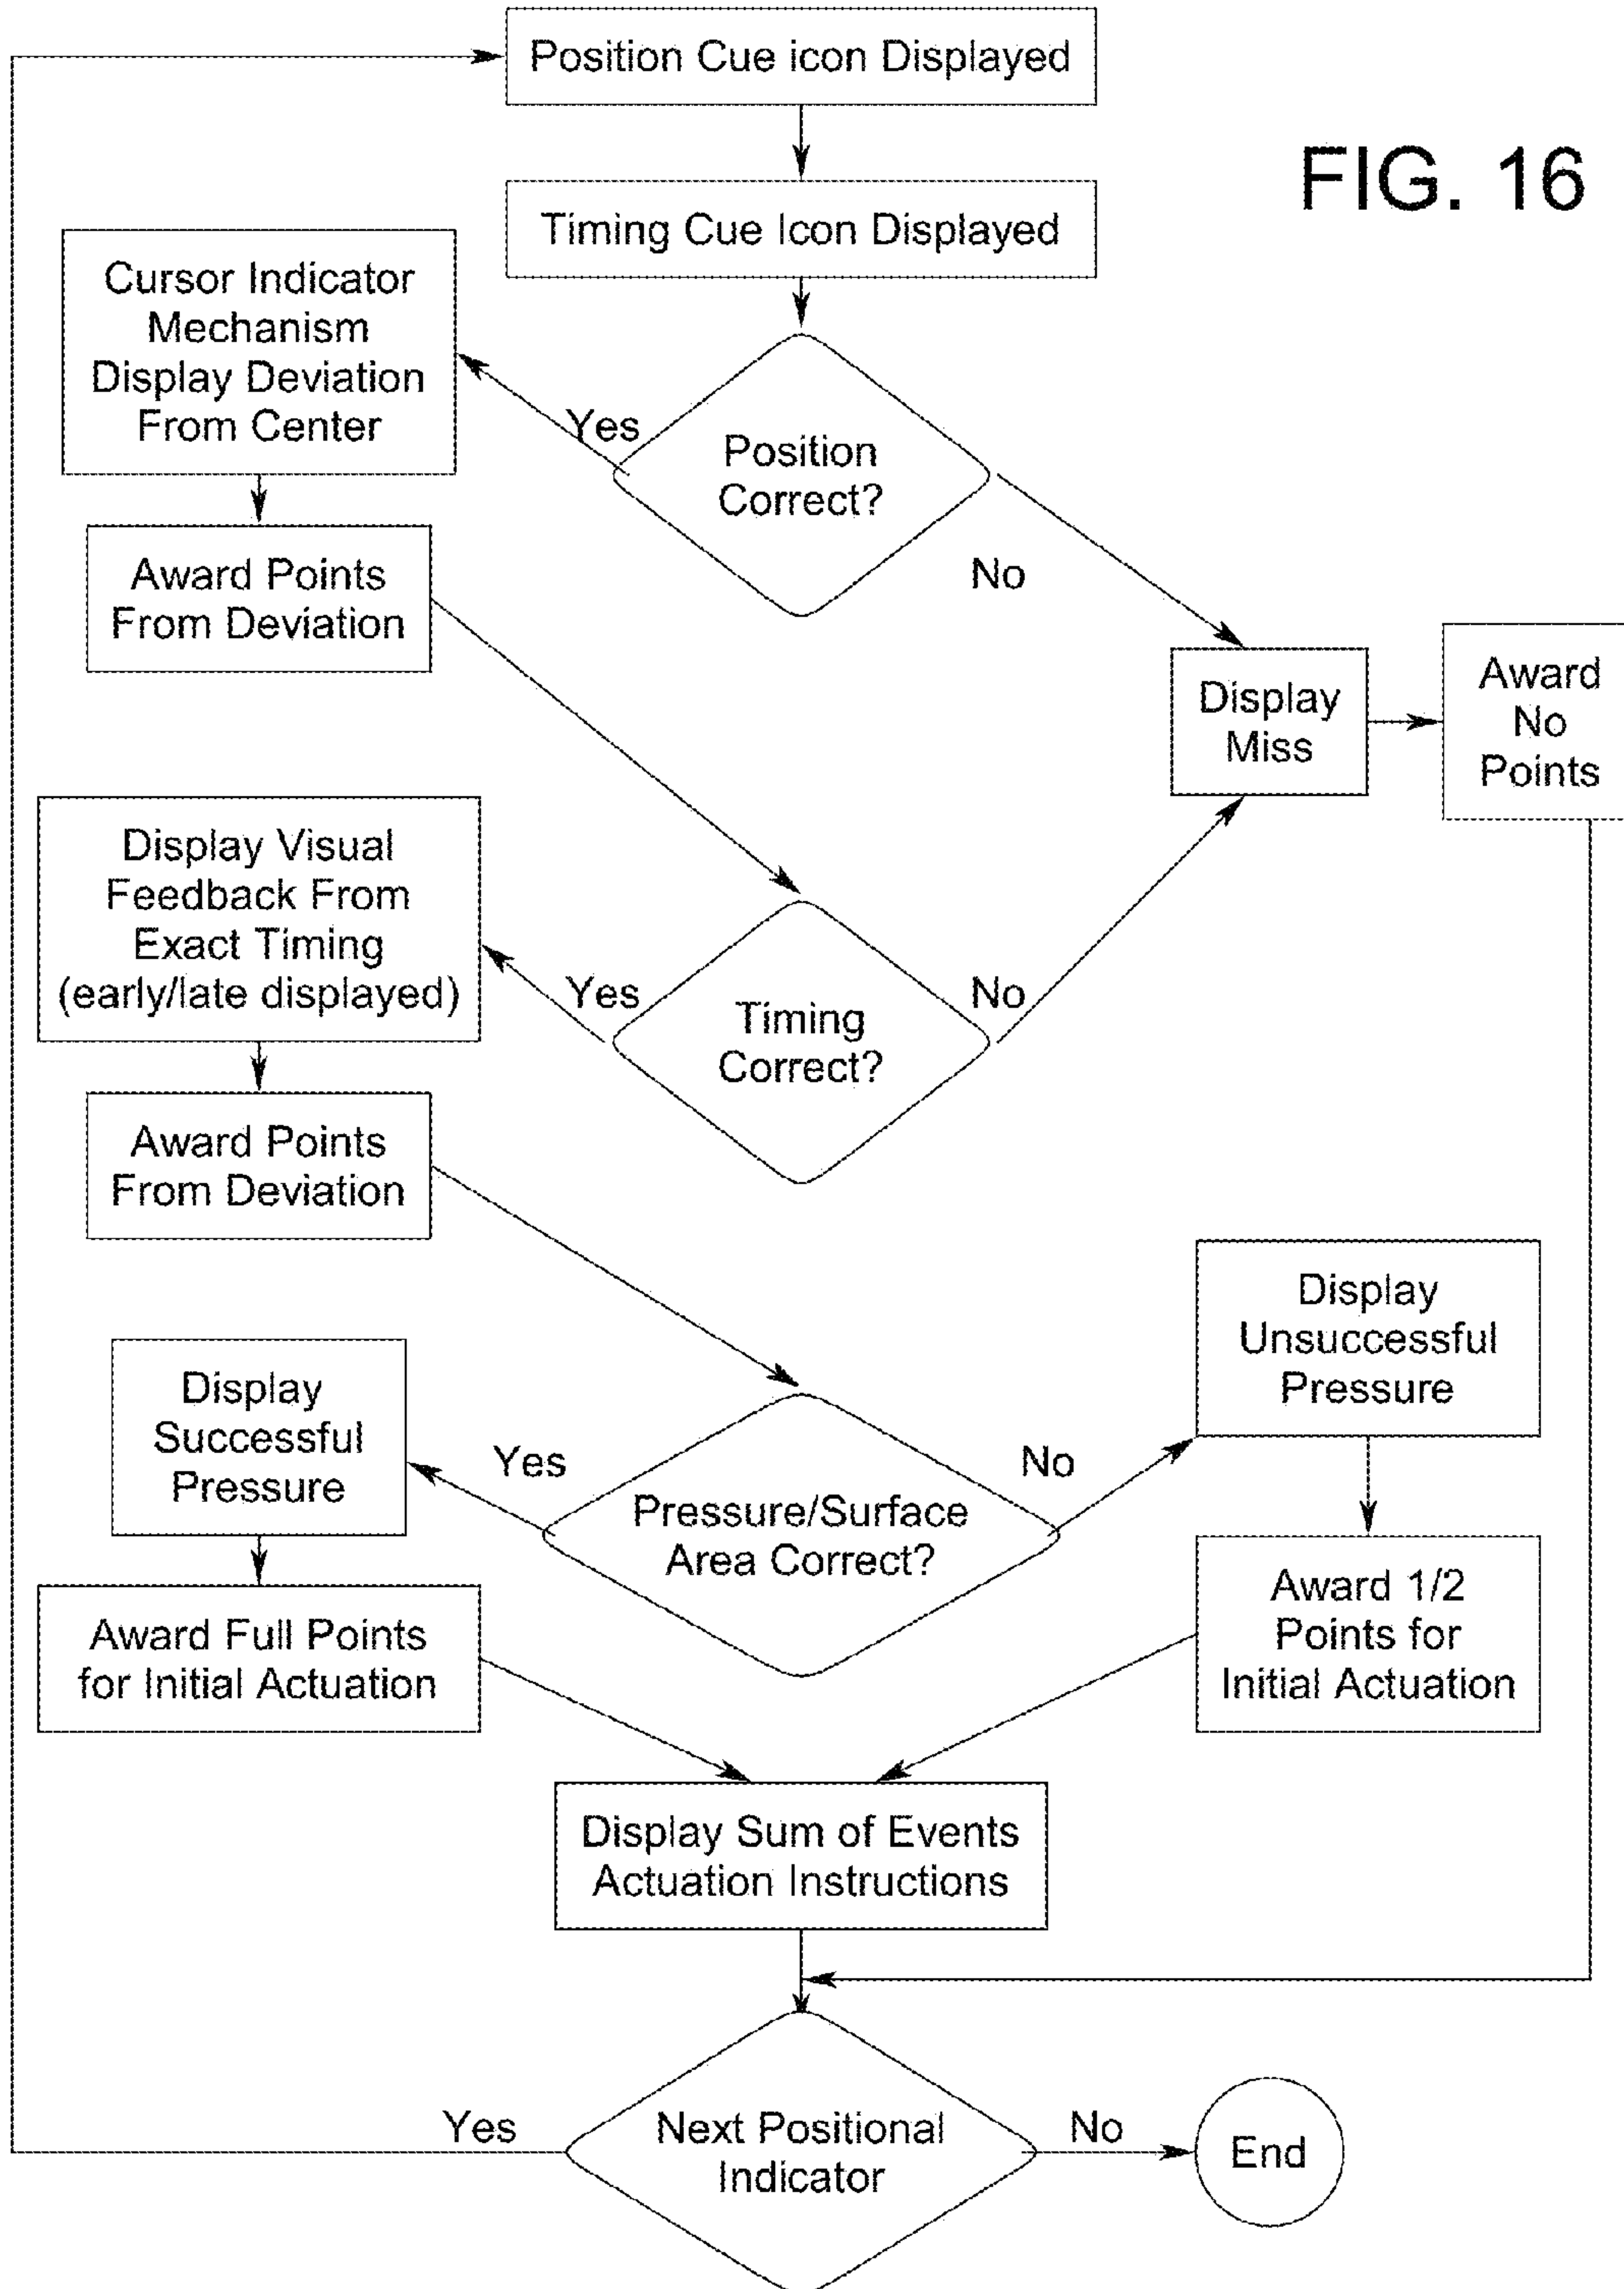 Position Cue icon Displayed
FIG. 16
Timing Cue Icon Displayed
Cursor Indicator
Mechanism
Display Deviation
From Center
Yes
Position
Correct?
No
Award Points
From Deviation
Display
Miss
Award
No
Points
Display Visual
Feedback From
Exact Timing
(early/late displayed)
Yes
Timing
Correct?
No
Award Points
From Deviation
Display
Unsuccessful
Pressure
Display
Successful
Pressure
Yes
Pressure/Surface
Area Correct?
No
Award Full Points
for Initial Actuation
Award 1/2
Points for
Initial Actuation
Display Sum of Events
Actuation Instructions
Yes
Next Positional
Indicator
No
End